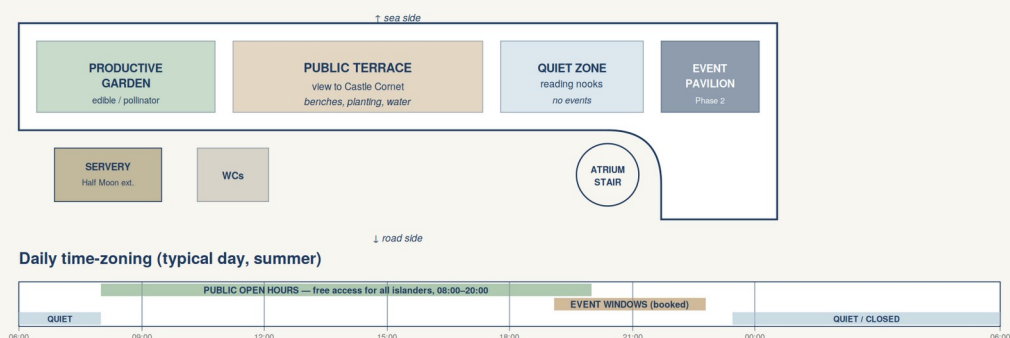 ↑ sea side
PRODUCTIVE
GARDEN
edible / pollinator
PUBLIC TERRACE
view to Castle Cornet
benches, planting, water
QUIET ZONE
reading nooks
no events
EVENT
PAVILION
Phase 2
SERVERY
Half Moon ext.
WCs
ATRIUM
STAIR
↓ road side
Daily time-zoning (typical day, summer)
PUBLIC OPEN HOURS — free access for all islanders, 08:00–20:00
EVENT WINDOWS (booked)
QUIET
QUIET / CLOSED
06:00 09:00 12:00 15:00 18:00 21:00 00:00 06:00